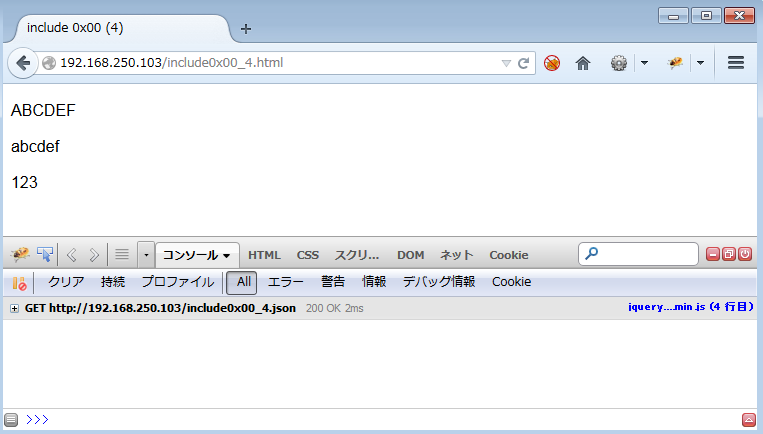 include 0x00 (4)
192.168.250.103/include0x00_4.html
ABCDEF
abcdef
123
コンソール HTML CSS スクリ... DOM ネット Cookie
クリア 持続 プロファイル All エラー 警告 情報 デバッグ情報 Cookie
GET http://192.168.250.103/include0x00_4.json 200 OK 2ms jquery....min.js (4 行目)
>>>